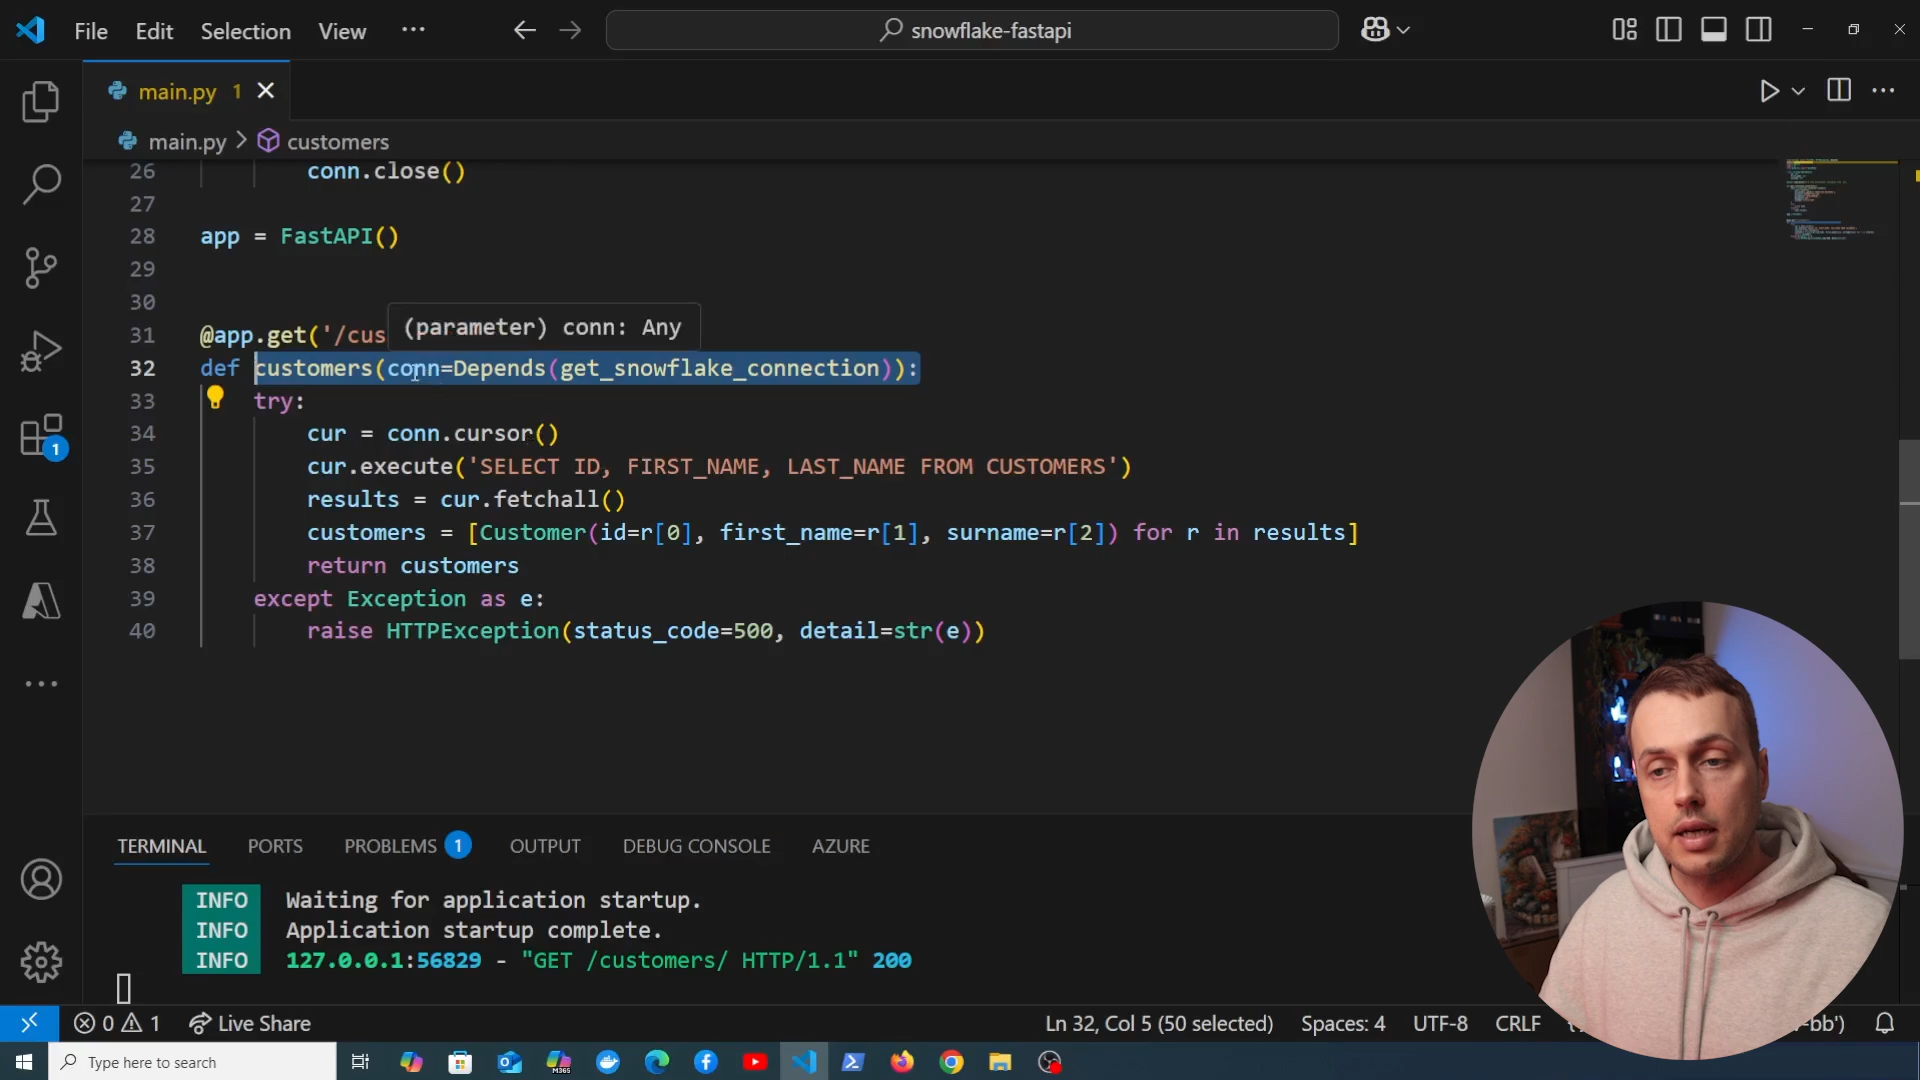 File Edit Selection View ... snowflake-fastapi
main.py 1
main.py > customers
26 conn.close()
27
28 app = FastAPI()
29
30
(parameter) conn: Any
31 @app.get('/cus
32 def customers(conn=Depends(get_snowflake_connection)):
33 try:
34 cur = conn.cursor()
35 cur.execute('SELECT ID, FIRST_NAME, LAST_NAME FROM CUSTOMERS')
36 results = cur.fetchall()
37 customers = [Customer(id=r[0], first_name=r[1], surname=r[2]) for r in results]
38 return customers
39 except Exception as e:
40 raise HTTPException(status_code=500, detail=str(e))
1
TERMINAL PORTS PROBLEMS 1 OUTPUT DEBUG CONSOLE AZURE
INFO Waiting for application startup.
INFO Application startup complete.
INFO 127.0.0.1:56829 - "GET /customers/ HTTP/1.1" 200
0 1 Live Share Ln 32, Col 5 (50 selected) Spaces: 4 UTF-8 CRLF bb')
Type here to search M365